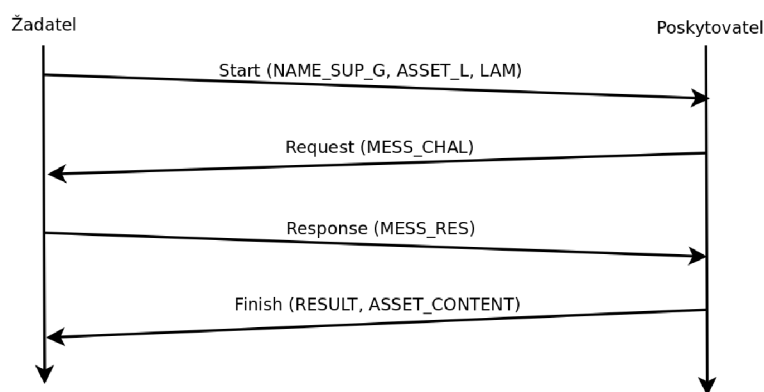 Žadatel
Poskytovatel
Start (NAME_SUP_G, ASSET_L, LAM)
Request (MESS_CHAL)
Response (MESS_RES)
Finish (RESULT, ASSET_CONTENT)